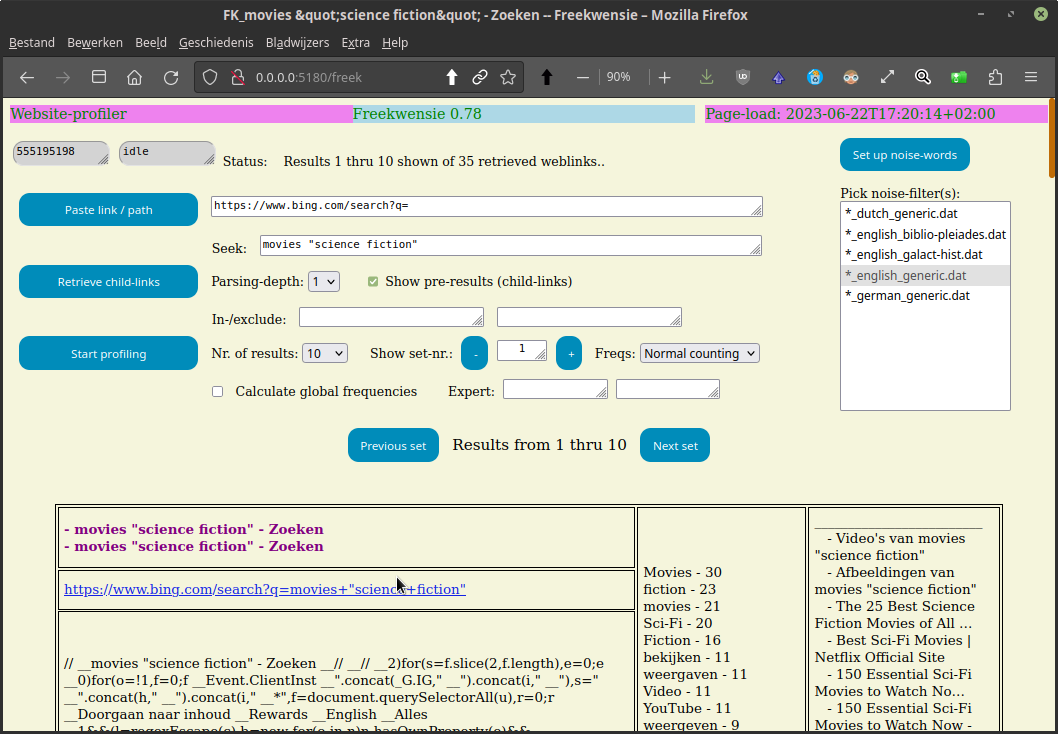 FK_movies &quot;science fiction&quot; - Zoeken -- Freekwensie – Mozilla Firefox
Bestand Bewerken Beeld Geschiedenis Bladwijzers Extra Help
0.0.0.0:5180/freek 90%
Website-profiler Freekwensie 0.78 Page-load: 2023-06-22T17:20:14+02:00
555195198 idle Status: Results 1 thru 10 shown of 35 retrieved weblinks..
Set up noise-words
Paste link / path https://www.bing.com/search?q=
Pick noise-filter(s):
*_dutch_generic.dat
*_english_biblio-pleiades.dat
*_english_galact-hist.dat
*_english_generic.dat
*_german_generic.dat
Seek: movies "science fiction"
Retrieve child-links Parsing-depth: 1 Show pre-results (child-links)
In-/exclude:
Start profiling Nr. of results: 10 Show set-nr.: - 1 + Freqs: Normal counting
Calculate global frequencies Expert:
Previous set Results from 1 thru 10 Next set
- movies "science fiction" - Zoeken
- movies "science fiction" - Zoeken
https://www.bing.com/search?q=movies+"science+fiction"
// __movies "science fiction" - Zoeken __// __// __2)for(s=f.slice(2,f.length),e=0;e
__0)for(o=!1,f=0;f __Event.ClientInst __".concat(_G.IG," __").concat(i," __"),s="
__".concat(h," __").concat(i," __*",f=document.querySelectorAll(u),r=0;r
__Doorgaan naar inhoud __Rewards __English __Alles
__1&&(l=regexEscape(e),h=new for(o in n)n.hasOwnProperty(o)&&
Movies - 30
fiction - 23
movies - 21
Sci-Fi - 20
Fiction - 16
bekijken - 11
weergaven - 11
Video - 11
YouTube - 11
weergeven - 9
- Video's van movies
"science fiction"
- Afbeeldingen van
movies "science fiction"
- The 25 Best Science
Fiction Movies of All ...
- Best Sci-Fi Movies |
Netflix Official Site
- 150 Essential Sci-Fi
Movies to Watch No...
- 150 Essential Sci-Fi
Movies to Watch Now -